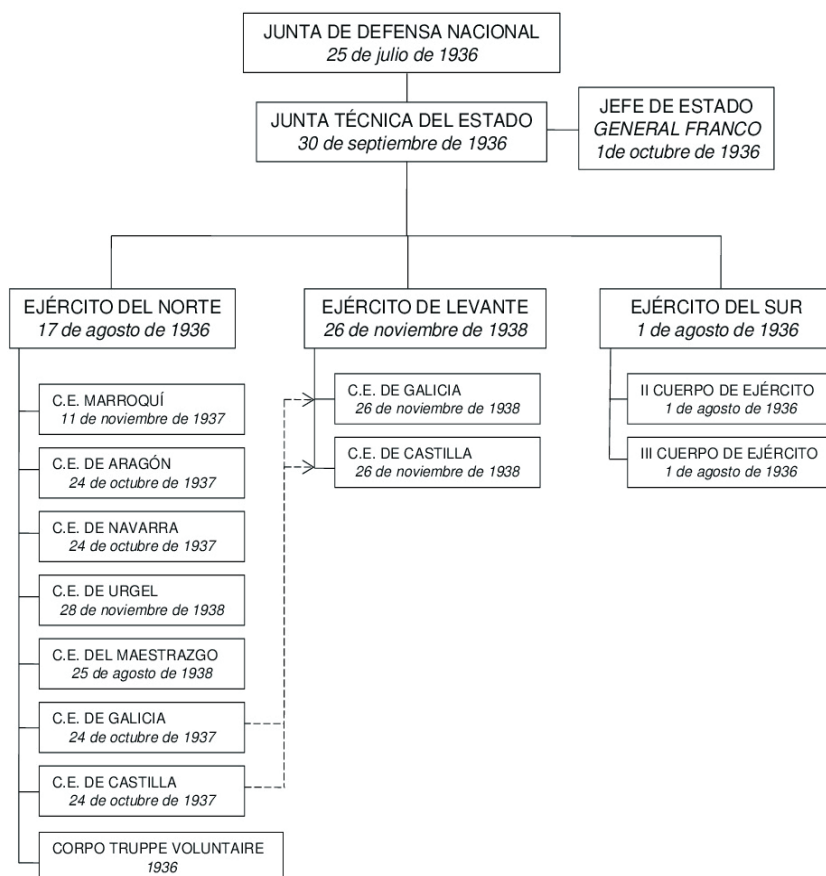 JUNTA DE DEFENSA NACIONAL
25 de julio de 1936
JUNTA TÉCNICA DEL ESTADO
30 de septiembre de 1936
JEFE DE ESTADO
GENERAL FRANCO
1de octubre de 1936
EJÉRCITO DEL NORTE
17 de agosto de 1936
C.E. MARROQUÍ
11 de noviembre de 1937
C.E. DE ARAGÓN
24 de octubre de 1937
C.E. DE NAVARRA
24 de octubre de 1937
C.E. DE URGEL
28 de noviembre de 1938
C.E. DEL MAESTRAZGO
25 de agosto de 1938
C.E. DE GALICIA
24 de octubre de 1937
C.E. DE CASTILLA
24 de octubre de 1937
CORPO TRUPPE VOLUNTAIRE
1936
EJÉRCITO DE LEVANTE
26 de noviembre de 1938
C.E. DE GALICIA
26 de noviembre de 1938
C.E. DE CASTILLA
26 de noviembre de 1938
EJÉRCITO DEL SUR
1 de agosto de 1936
II CUERPO DE EJÉRCITO
1 de agosto de 1936
III CUERPO DE EJÉRCITO
1 de agosto de 1936